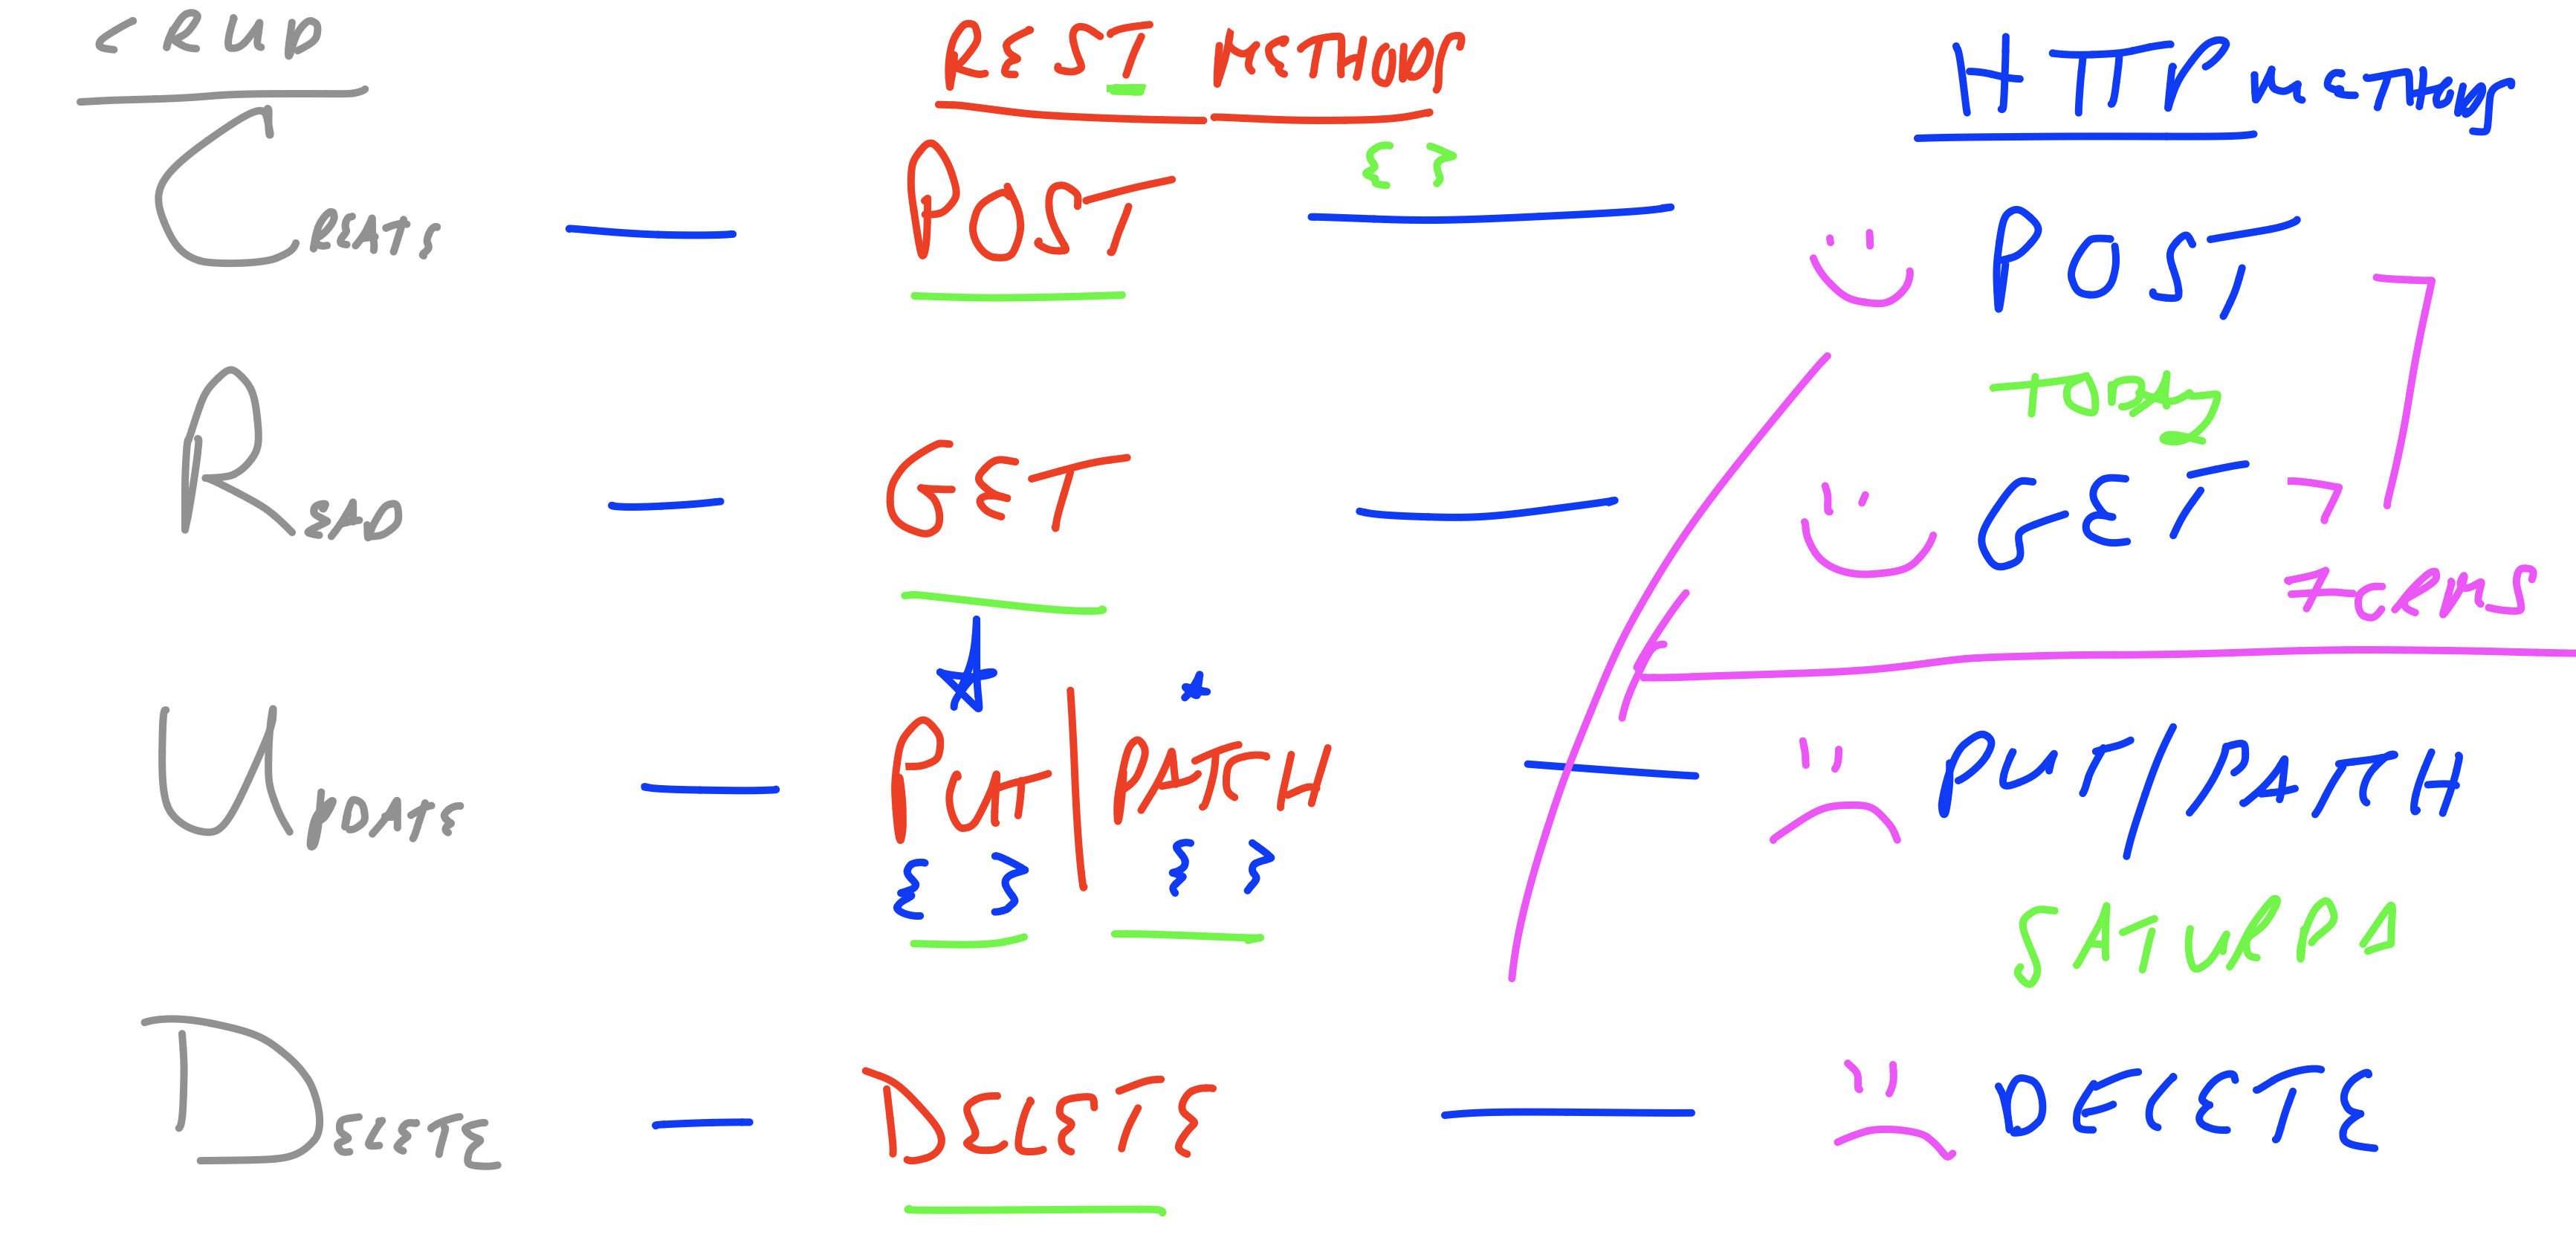 CRUD REST METHODS HTTP METHODS
{ }
CREATE — POST — POST
TODAY
READ — GET — GET
FORMS
UPDATE — PUT | PATCH — PUT/PATCH
{ } { }
SATURDA
DELETE — DELETE — DELETE